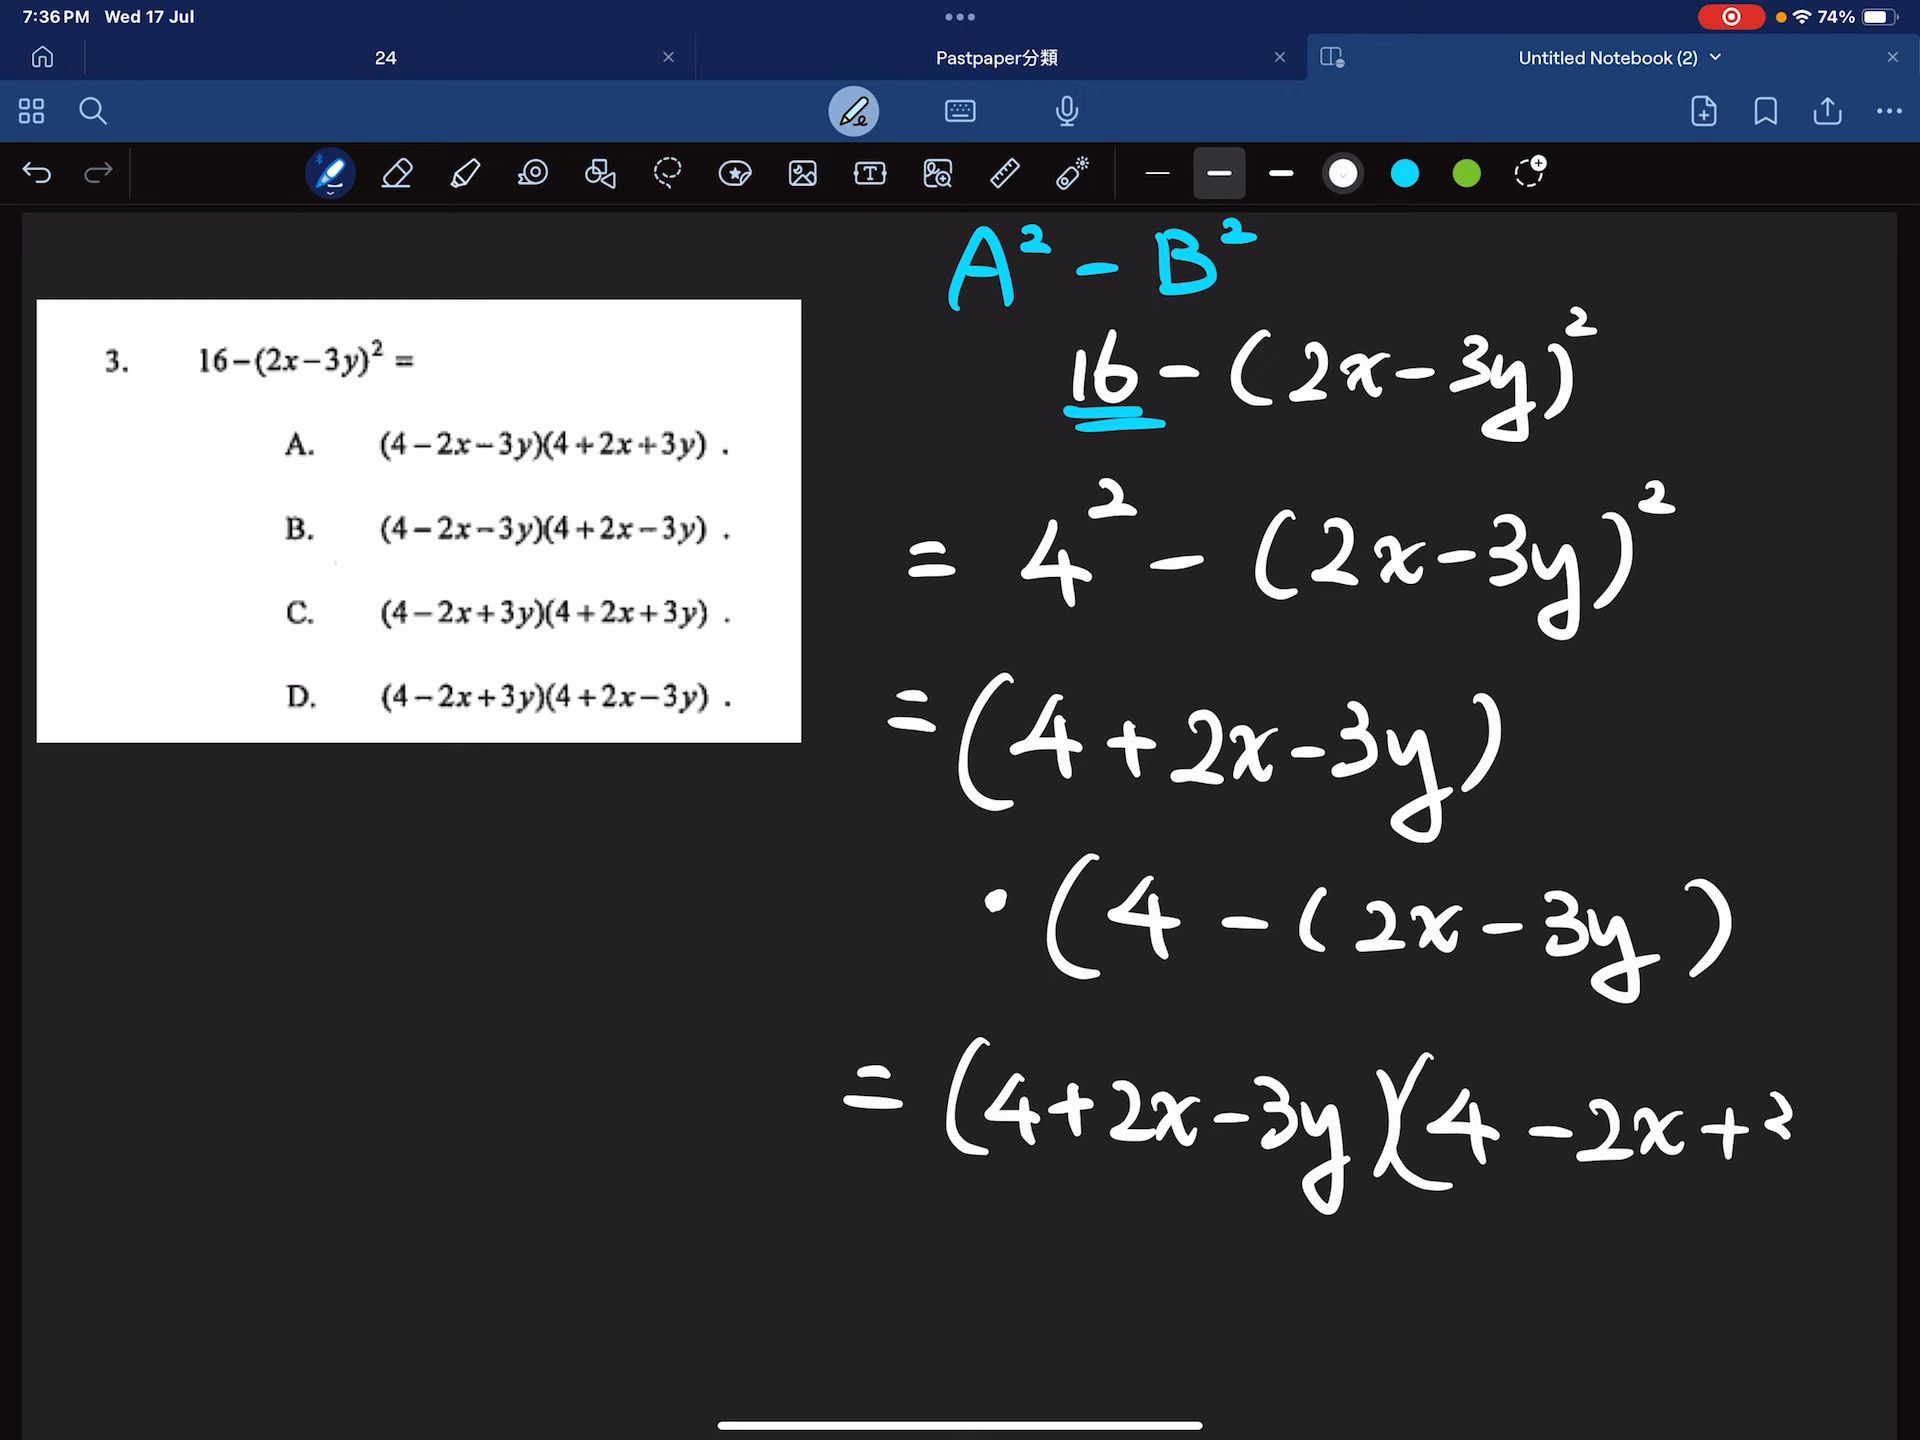 7:36 PM Wed 17 Jul
74%
24
Pastpaper分類
Untitled Notebook (2)
A² - B²
3. 16-(2x-3y)² =
A. (4-2x-3y)(4+2x+3y) .
B. (4-2x-3y)(4+2x-3y) .
C. (4-2x+3y)(4+2x+3y) .
D. (4-2x+3y)(4+2x-3y) .
16 - (2x-3y)²
= 4² - (2x-3y)²
= (4+2x-3y)
· (4 - (2x-3y)
= (4+2x-3y)(4-2x+3